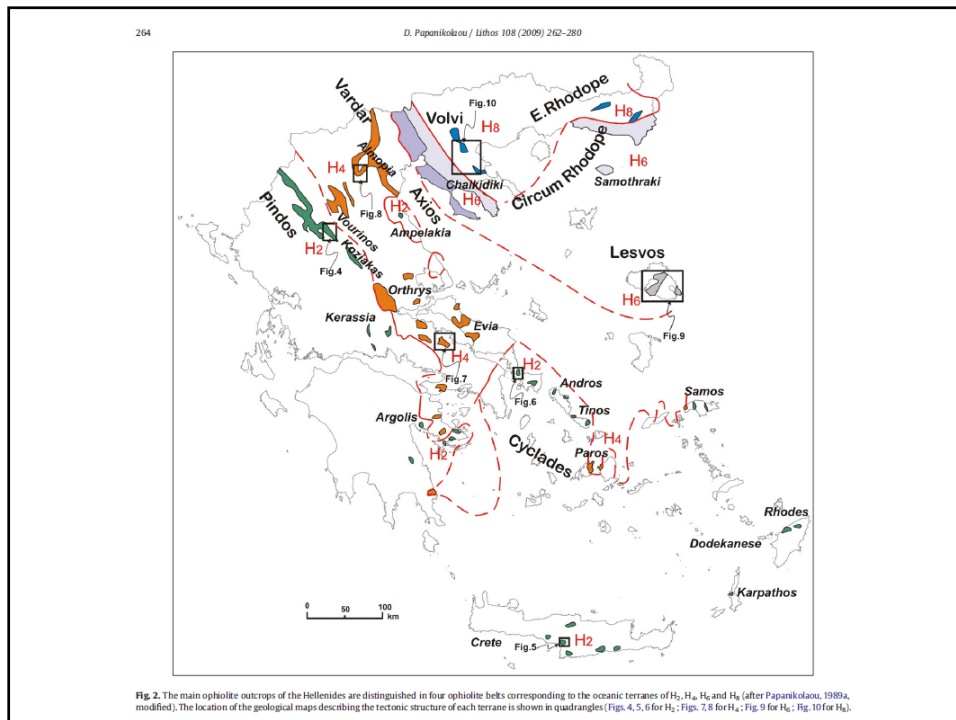 264
D. Papanikolaou / Lithos 108 (2009) 262–280
Vardar
Fig.10
E.Rhodope
Volvi
H8
H8
Almopia
H4
Circum Rhodope
H6
Samothraki
Chalkidiki
H6
Pindos
Fig.8
H2
Axios
Ampelakia
Vourinos
H2
Koziakas
Fig.4
Lesvos
H6
Orthrys
Kerassia
Evia
Fig.9
H4
Fig.7
H2
Andros
Fig.6
Samos
Tinos
Argolis
H4
H2
Cyclades
Paros
Rhodes
Dodekanese
Karpathos
0 50 100
km
Crete
Fig.5
H2
Fig. 2. The main ophiolite outcrops of the Hellenides are distinguished in four ophiolite belts corresponding to the oceanic terranes of H2, H4, H6 and H8 (after Papanikolaou, 1989a,
modified). The location of the geological maps describing the tectonic structure of each terrane is shown in quadrangles (Figs. 4, 5, 6 for H2; Figs. 7, 8 for H4; Fig. 9 for H6; Fig. 10 for H8).